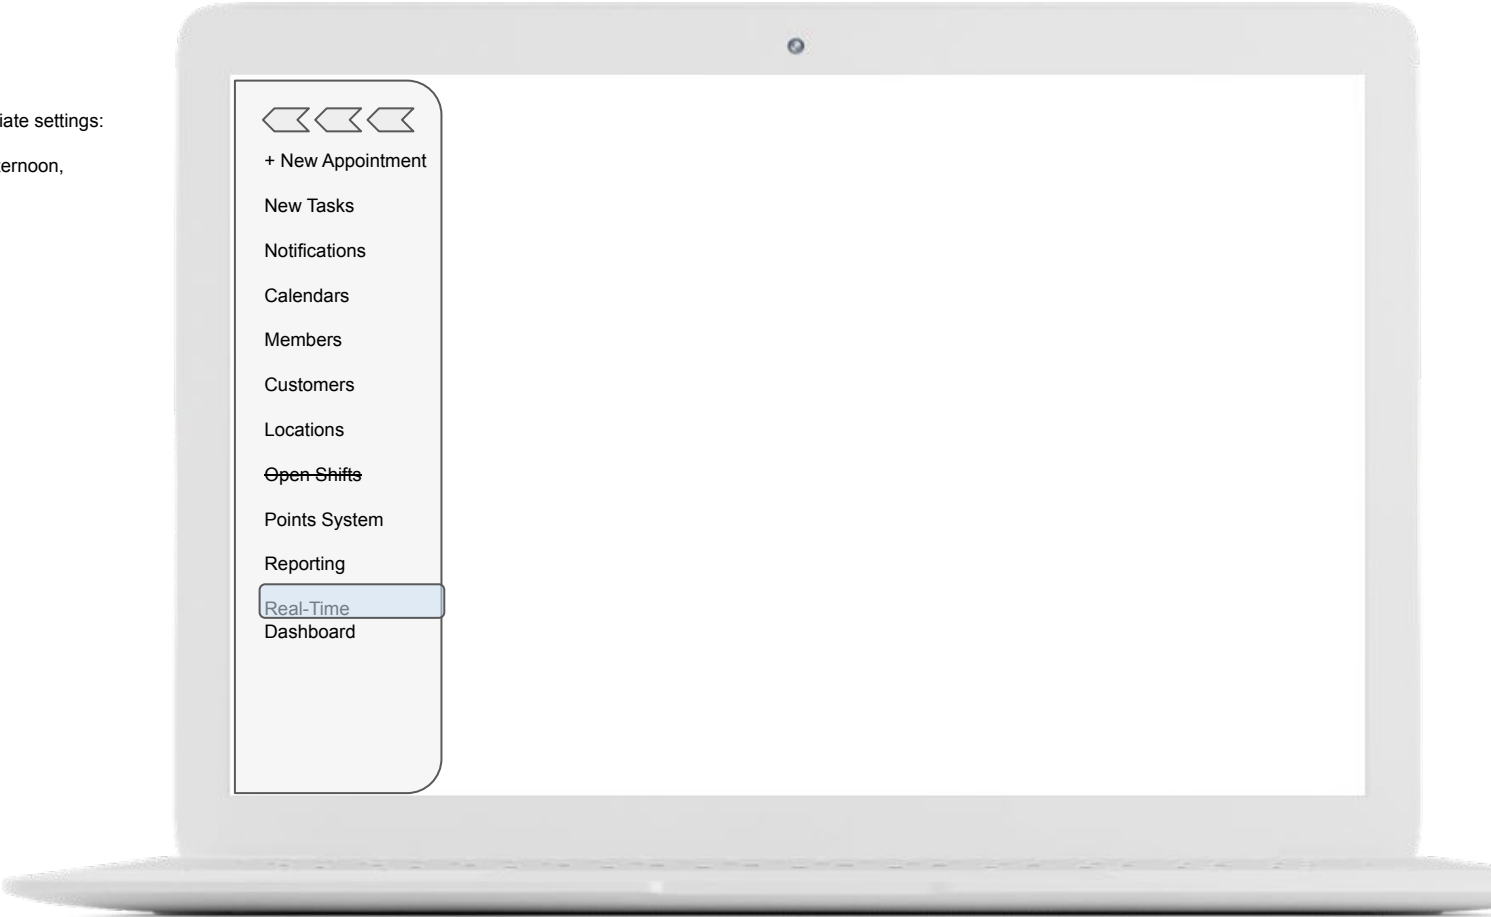 iate settings:
ernoon,
+ New Appointment
New Tasks
Notifications
Calendars
Members
Customers
Locations
Open Shifts
Points System
Reporting
Real-Time
Dashboard